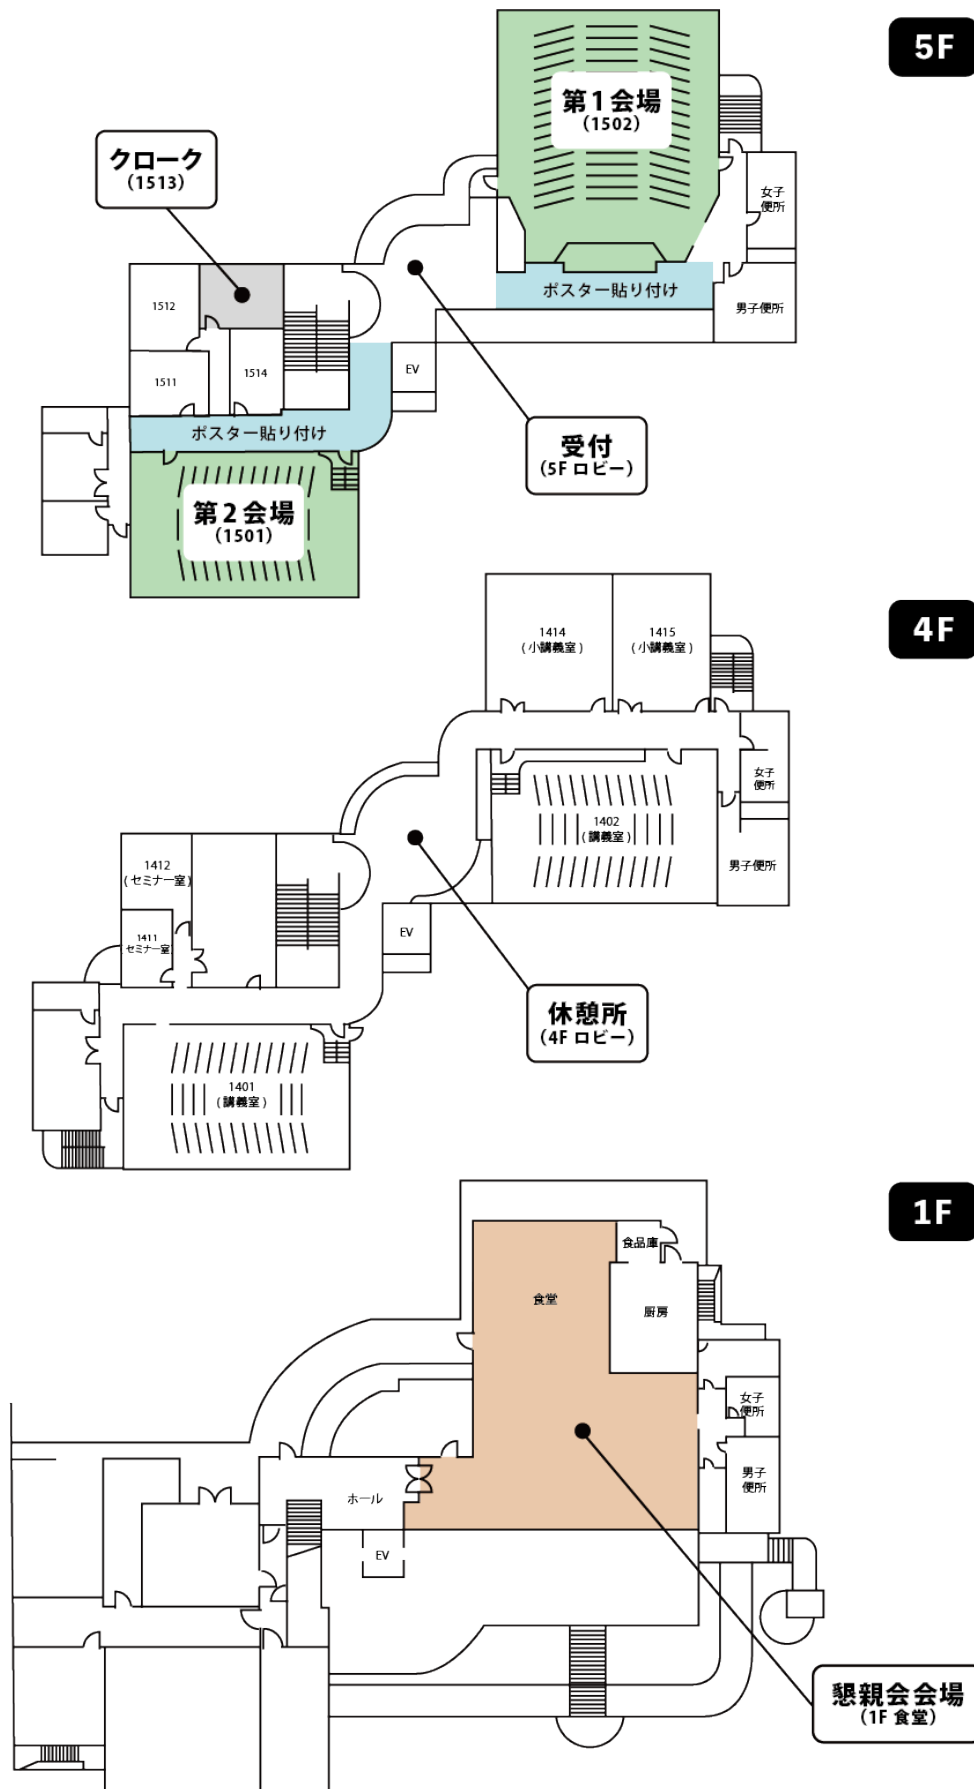 5F
第1会場
(1502)
クローク
(1513)
女子
便所
ポスター貼り付け
男子便所
1512
1511
1514
EV
ポスター貼り付け
受付
(5F ロビー)
第2会場
(1501)
4F
1414
(小講義室)
1415
(小講義室)
女子
便所
1402
(講義室)
男子便所
1412
(セミナー室)
1411
セミナー室)
EV
休憩所
(4F ロビー)
1401
(講義室)
1F
食品庫
食堂
厨房
女子
便所
男子
便所
ホール
EV
懇親会会場
(1F 食堂)